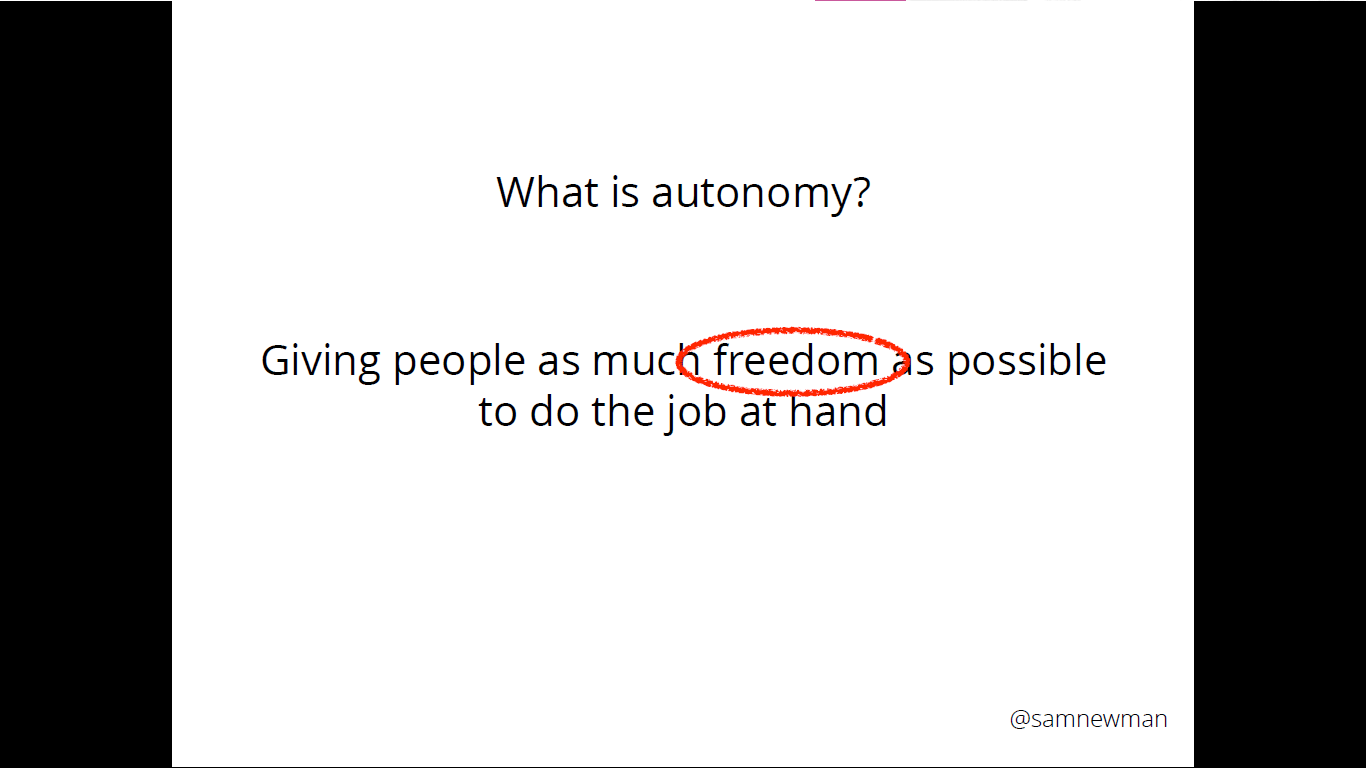 What is autonomy?
Giving people as much freedom as possible
to do the job at hand
@samnewman